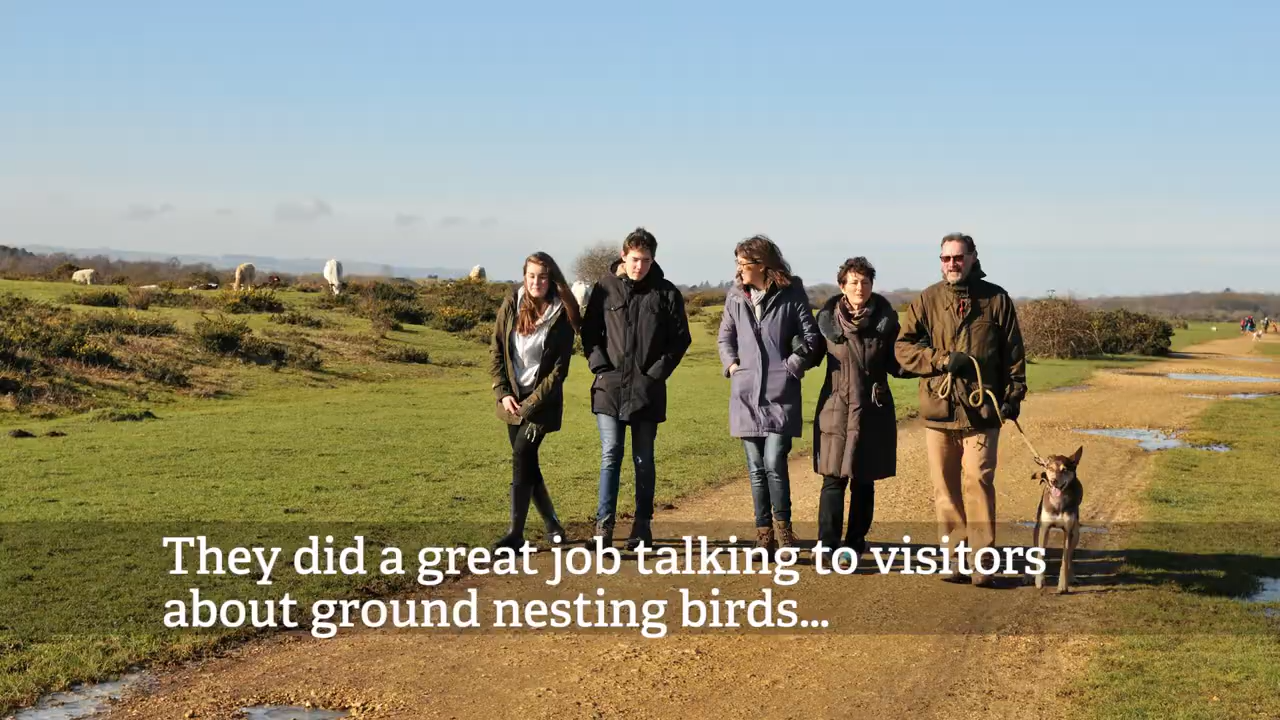 They did a great job talking to visitors
about ground nesting birds...